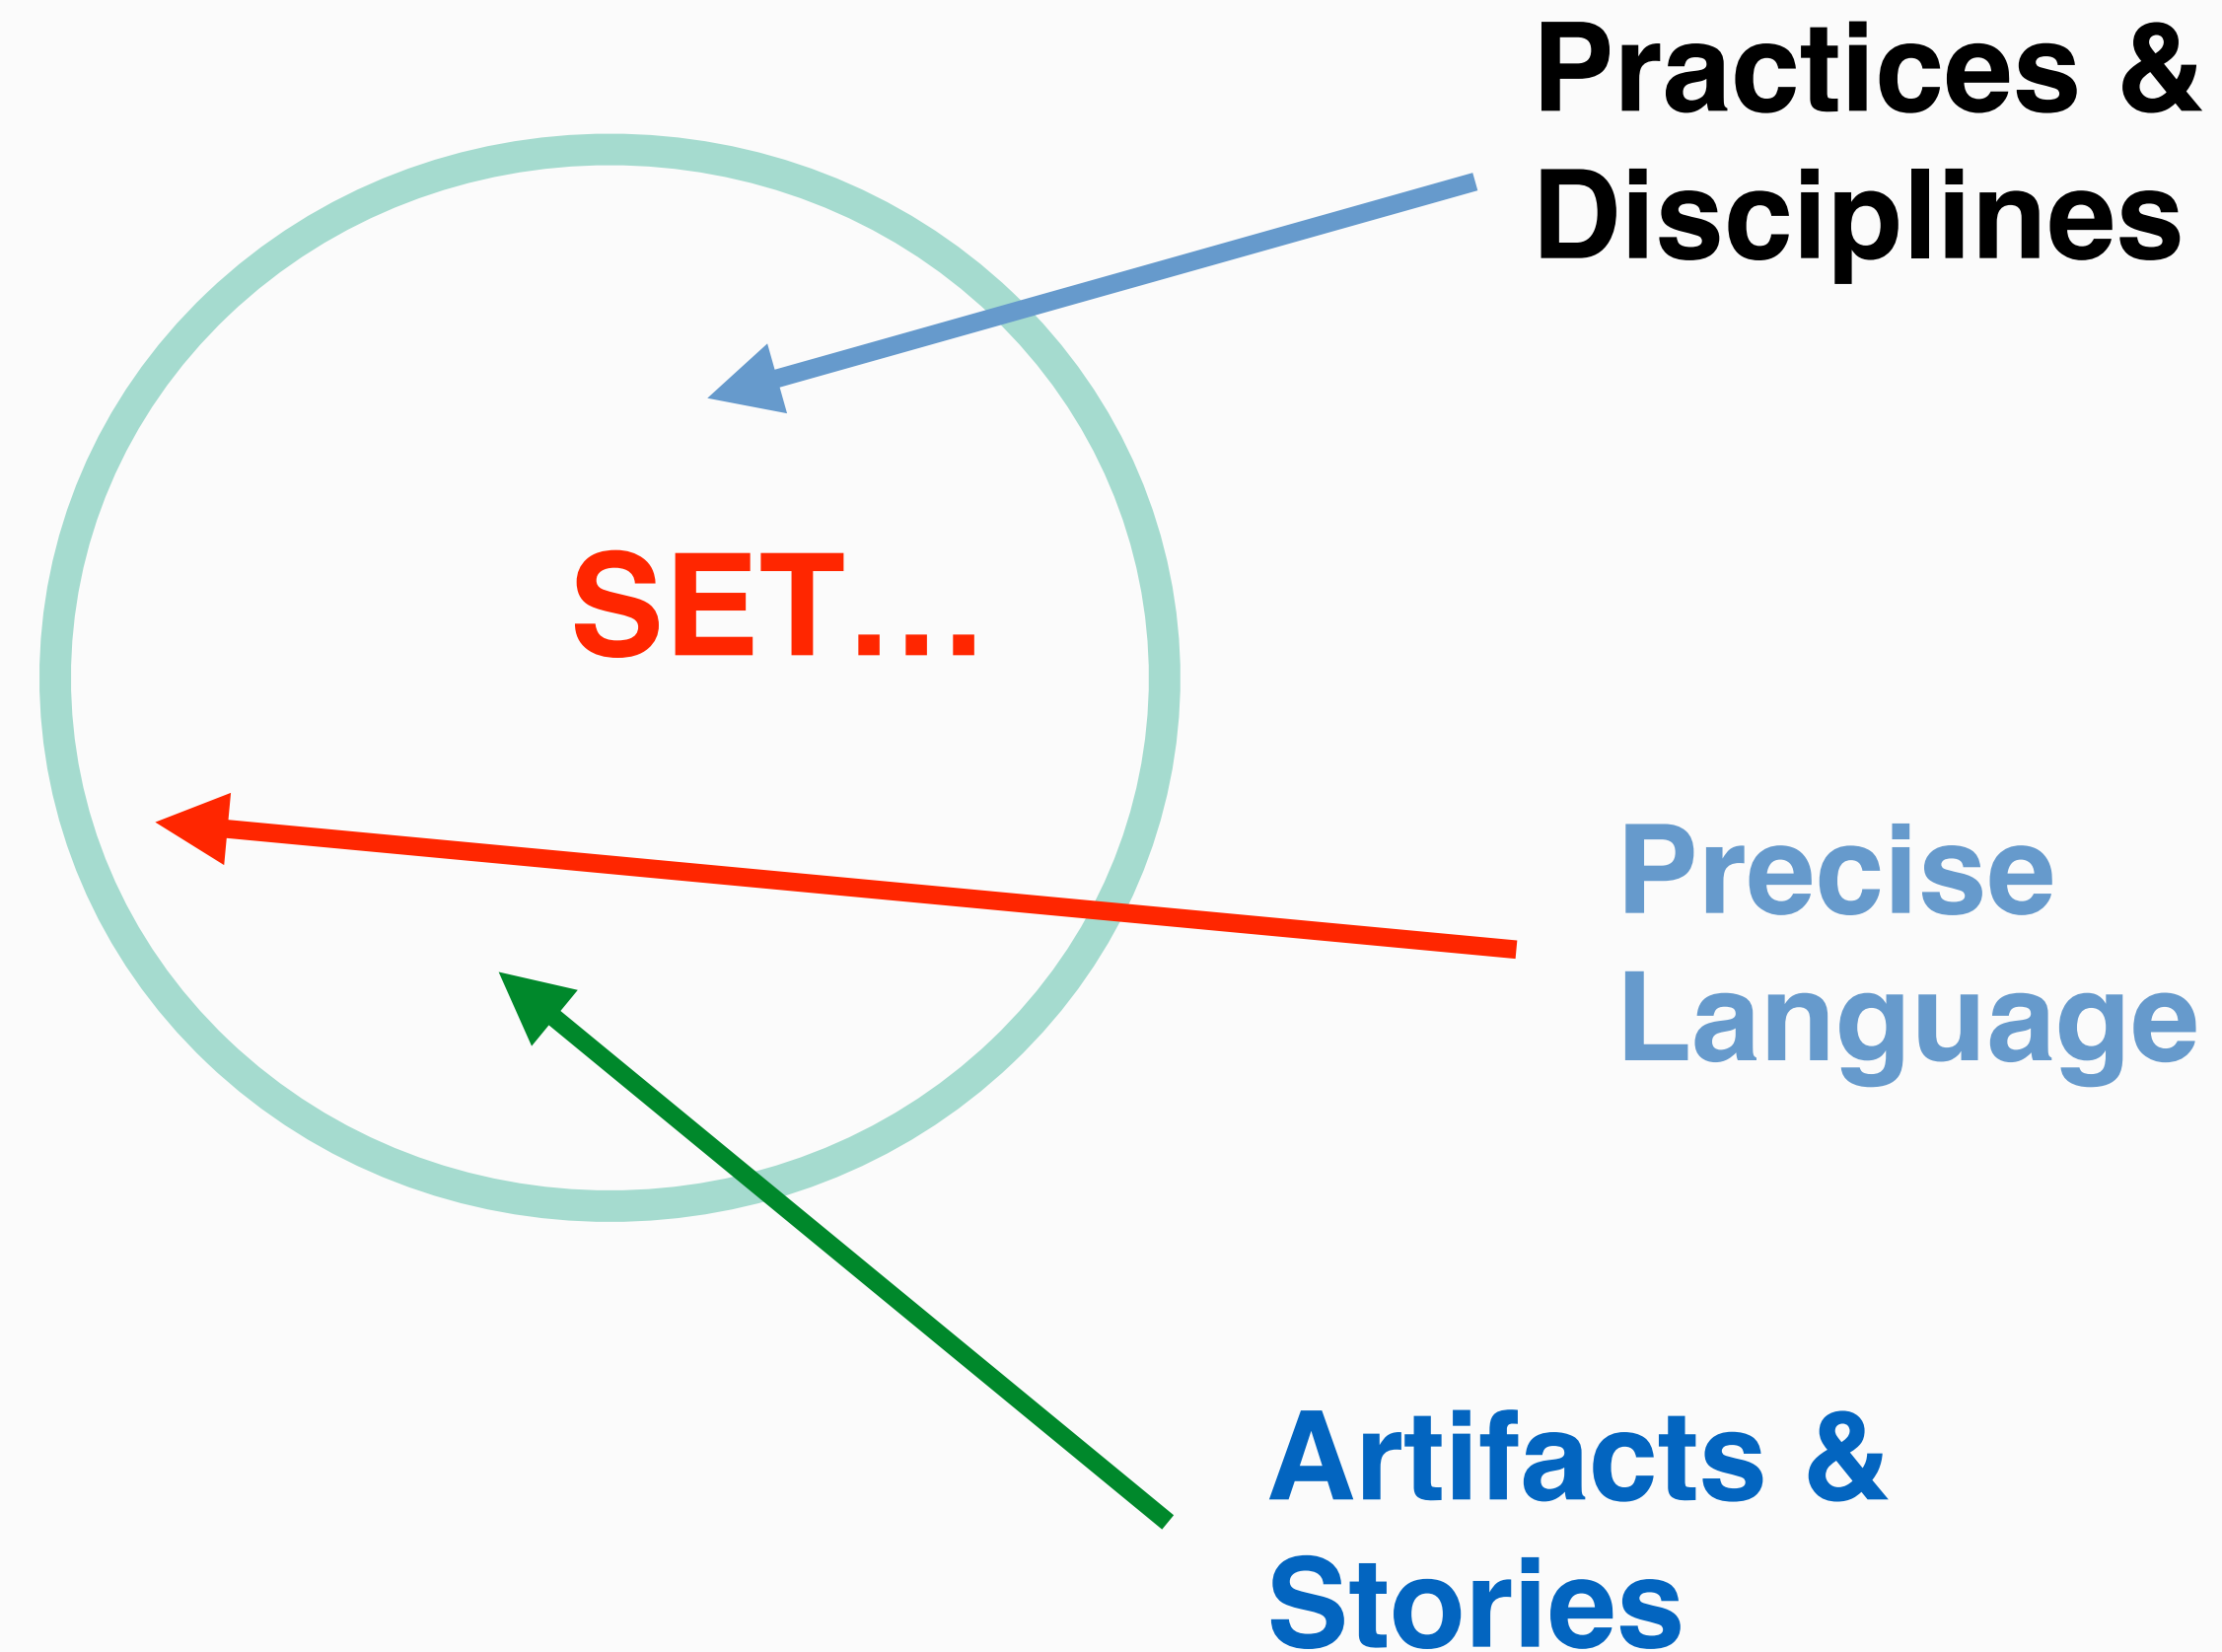 Practices &
Disciplines
SET...
Precise
Language
Artifacts &
Stories